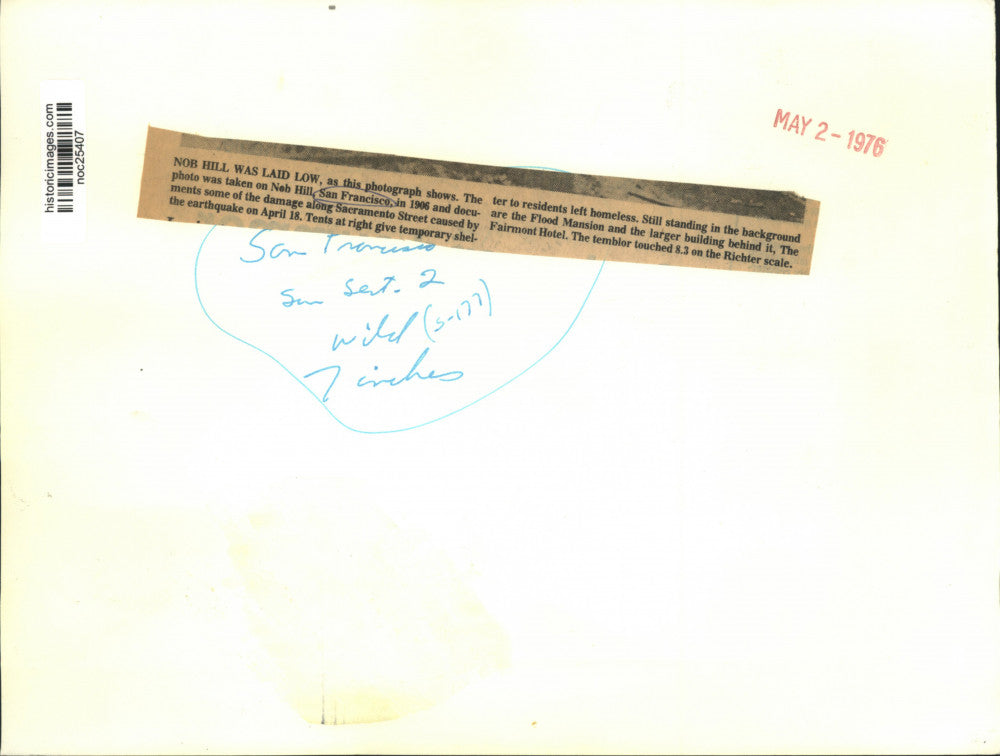 historicimages.com
noc25407
MAY 2 - 1976
NOB HILL WAS LAID LOW, as this photograph shows. The
photo was taken on Nob Hill, San Francisco, in 1906 and docu-
ments some of the damage along Sacramento Street caused by
the earthquake on April 18. Tents at right give temporary shel-
ter to residents left homeless. Still standing in the background
are the Flood Mansion and the larger building behind it, The
Fairmont Hotel. The temblor touched 8.3 on the Richter scale.
San Francisco
Sun Sect. 2
Wild (S-177)
7 inches